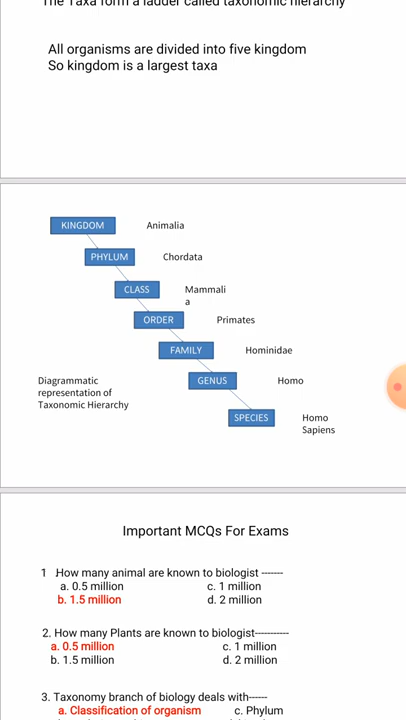 The Taxa form a ladder called taxonomic hierarchy
All organisms are divided into five kingdom
So kingdom is a largest taxa
KINGDOM Animalia
PHYLUM Chordata
CLASS Mammali
a
ORDER Primates
FAMILY Hominidae
GENUS Homo
Diagrammatic
representation of
Taxonomic Hierarchy
SPECIES Homo
Sapiens
Important MCQs For Exams
1 .How many animal are known to biologist -------
a. 0.5 million c. 1 million
b. 1.5 million d. 2 million
2. How many Plants are known to biologist-----------
a. 0.5 million c. 1 million
b. 1.5 million d. 2 million
3. Taxonomy branch of biology deals with------
a. Classification of organism c. Phylum